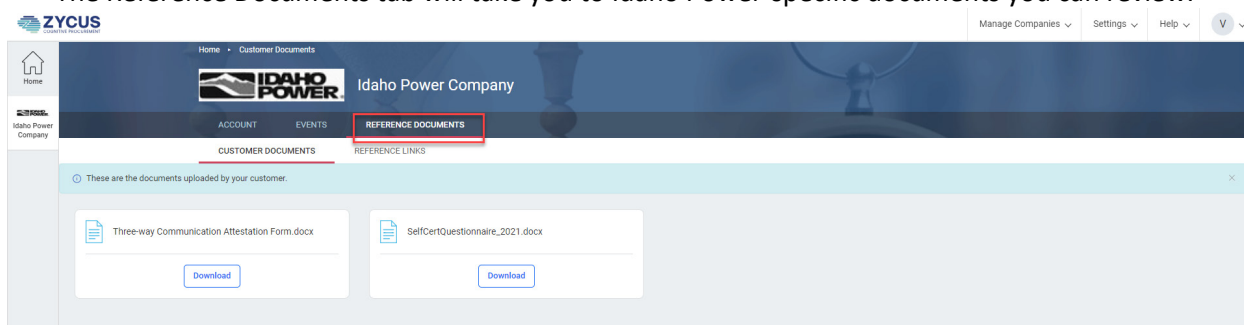 The Reference Documents tab will take you to Idaho Power specific documents you can review.
ZYCUS
COGNITIVE PROCUREMENT
Manage Companies
Settings
Help
V
Home • Customer Documents
Home
IDAHO POWER
Idaho Power Company
IDAHO POWER
Idaho Power
Company
ACCOUNT
EVENTS
REFERENCE DOCUMENTS
CUSTOMER DOCUMENTS
REFERENCE LINKS
These are the documents uploaded by your customer.
Three-way Communication Attestation Form.docx
SelfCertQuestionnaire_2021.docx
Download
Download